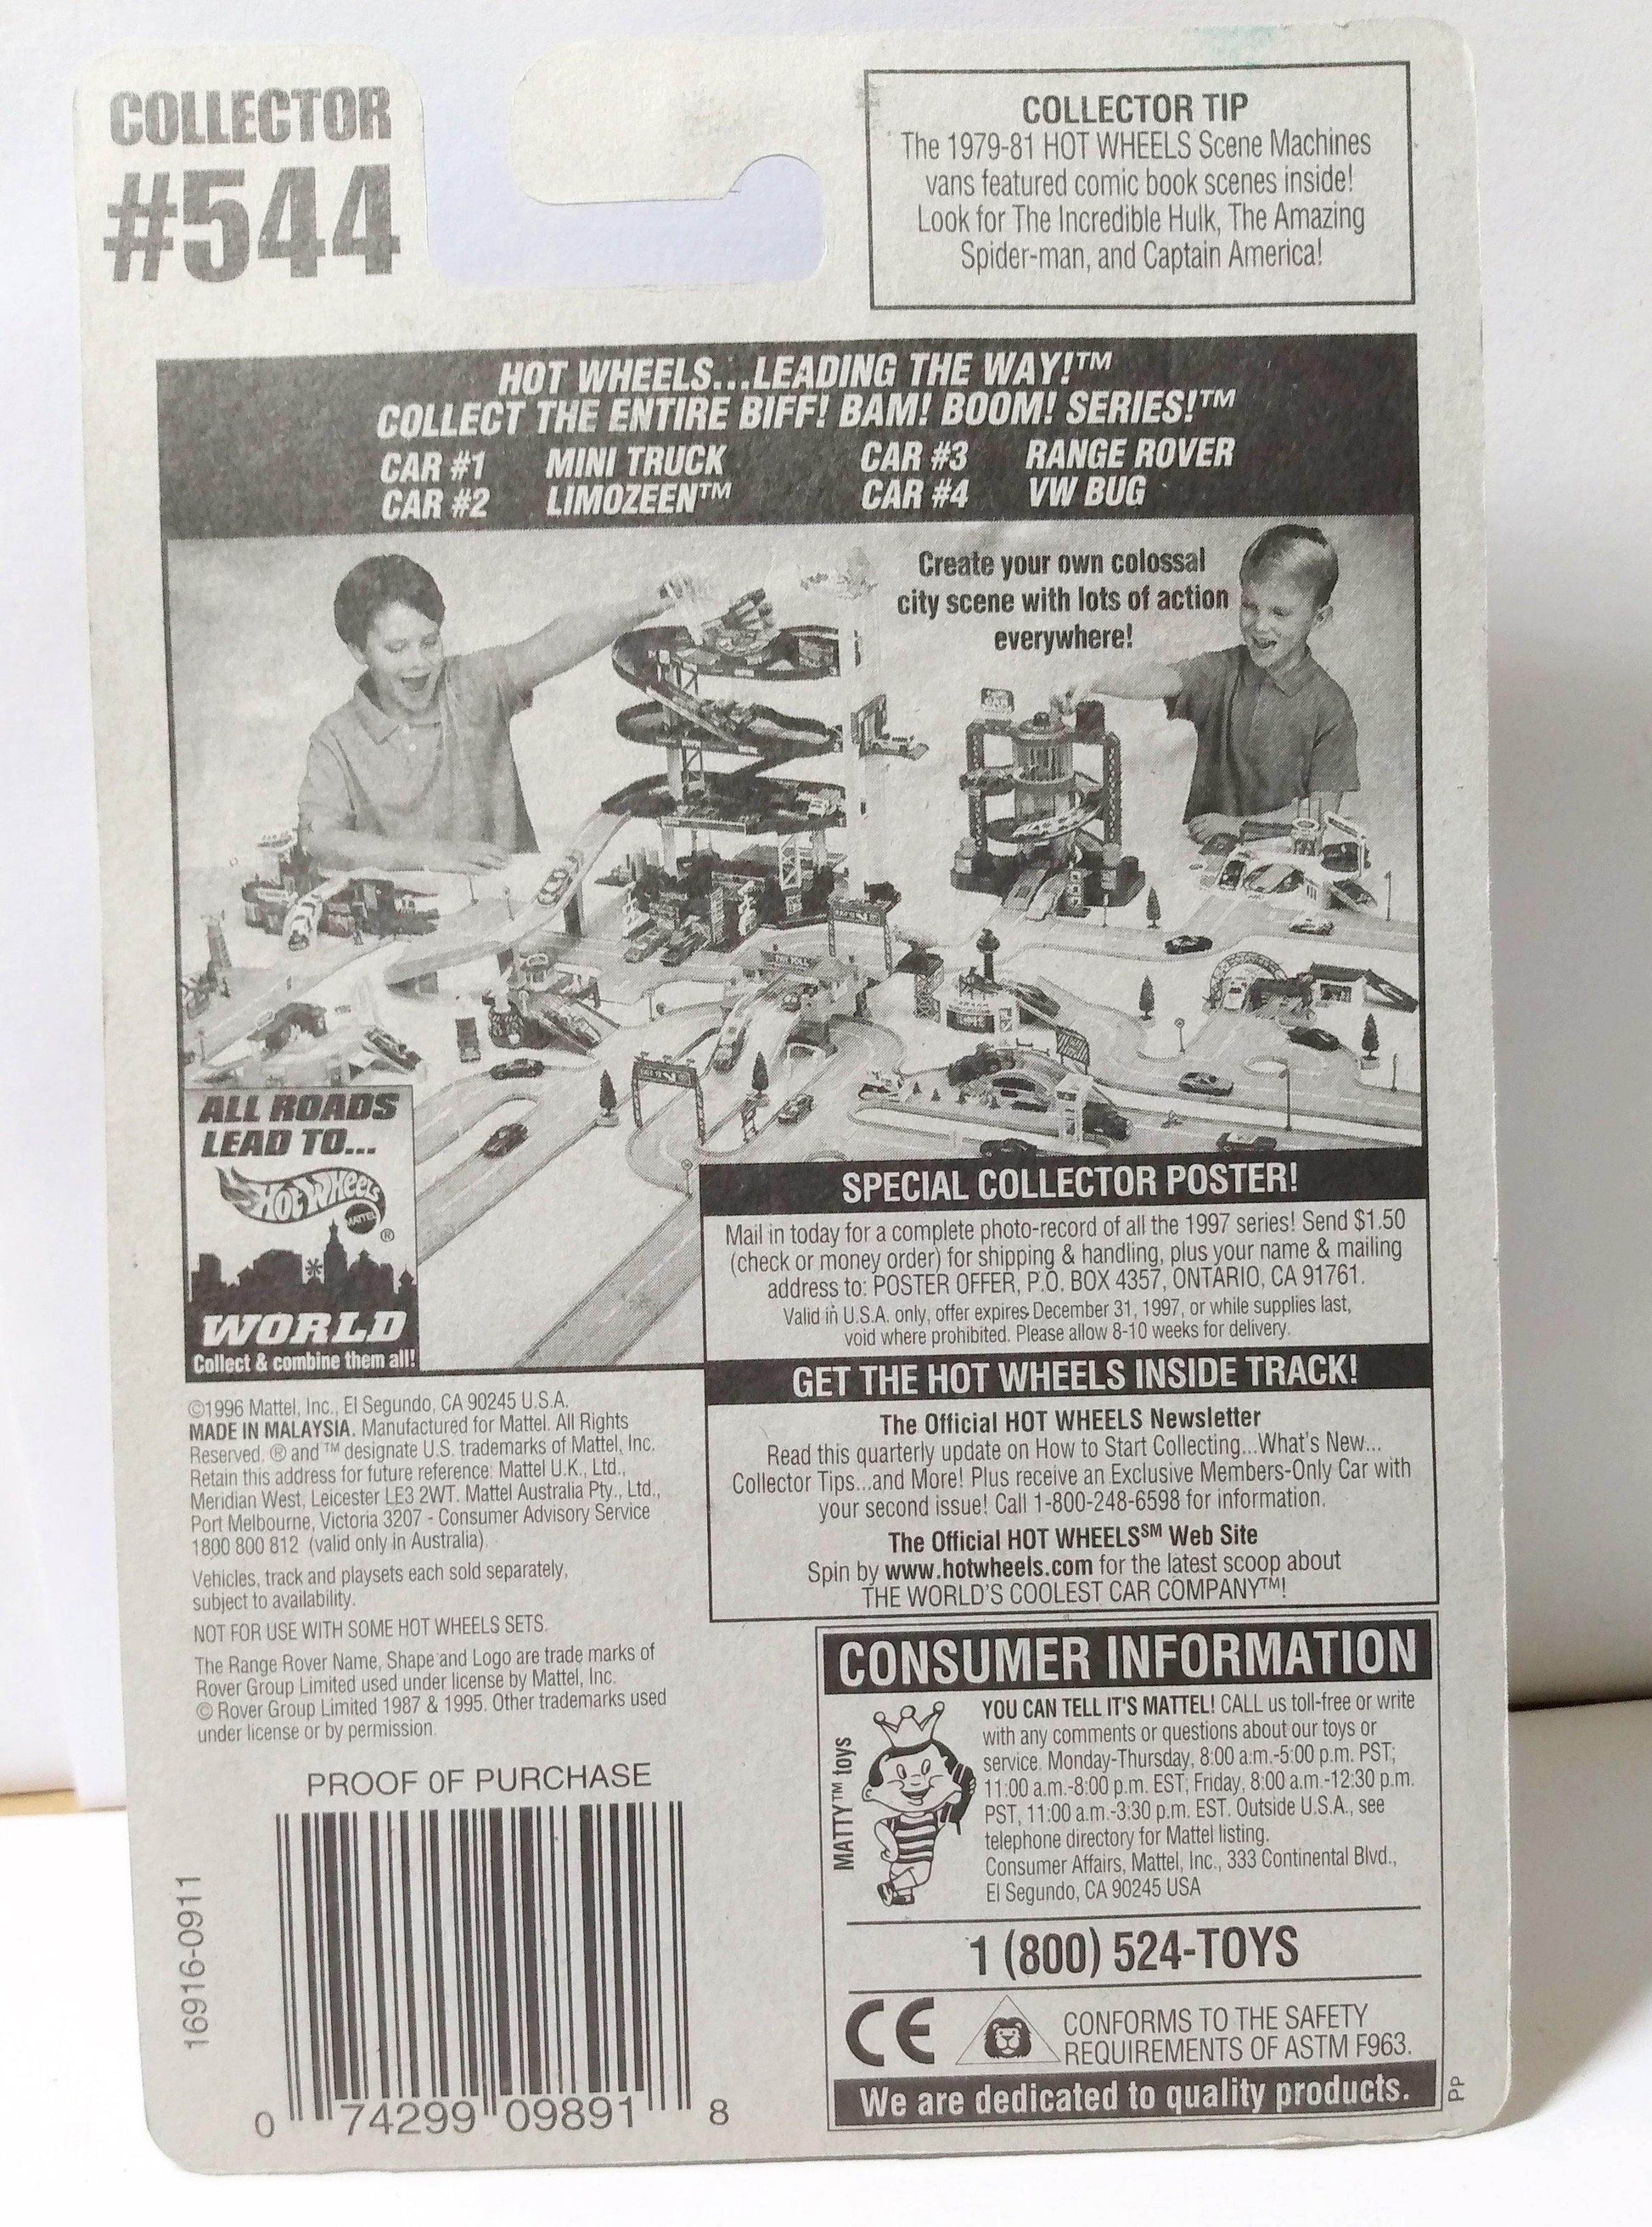 COLLECTOR
#544
COLLECTOR TIP
The 1979-81 HOT WHEELS Scene Machines
vans featured comic book scenes inside!
Look for The Incredible Hulk, The Amazing
Spider-man, and Captain America!
HOT WHEELS...LEADING THE WAY!™
COLLECT THE ENTIRE BIFF! BAM! BOOM! SERIES!™
CAR #1 MINI TRUCK CAR #3 RANGE ROVER
CAR #2 LIMOZEEN™ CAR #4 VW BUG
Create your own colossal
city scene with lots of action
everywhere!
ALL ROADS
LEAD TO...
Hot Wheels
MATTEL
®
WORLD
Collect & combine them all!
SPECIAL COLLECTOR POSTER!
Mail in today for a complete photo-record of all the 1997 series! Send $1.50
(check or money order) for shipping & handling, plus your name & mailing
address to: POSTER OFFER, P.O. BOX 4357, ONTARIO, CA 91761.
Valid in U.S.A. only, offer expires December 31, 1997, or while supplies last,
void where prohibited. Please allow 8-10 weeks for delivery.
GET THE HOT WHEELS INSIDE TRACK!
The Official HOT WHEELS Newsletter
Read this quarterly update on How to Start Collecting...What's New...
Collector Tips...and More! Plus receive an Exclusive Members-Only Car with
your second issue! Call 1-800-248-6598 for information.
The Official HOT WHEELS℠ Web Site
Spin by www.hotwheels.com for the latest scoop about
THE WORLD'S COOLEST CAR COMPANY™!
©1996 Mattel, Inc., El Segundo, CA 90245 U.S.A.
MADE IN MALAYSIA. Manufactured for Mattel. All Rights
Reserved. ® and ™ designate U.S. trademarks of Mattel, Inc.
Retain this address for future reference: Mattel U.K., Ltd.,
Meridian West, Leicester LE3 2WT. Mattel Australia Pty., Ltd.,
Port Melbourne, Victoria 3207 - Consumer Advisory Service
1800 800 812 (valid only in Australia).
Vehicles, track and playsets each sold separately,
subject to availability.
NOT FOR USE WITH SOME HOT WHEELS SETS.
The Range Rover Name, Shape and Logo are trade marks of
Rover Group Limited used under license by Mattel, Inc.
© Rover Group Limited 1987 & 1995. Other trademarks used
under license or by permission.
PROOF OF PURCHASE
16916-0911
0 74299 09891 8
CONSUMER INFORMATION
MATTY™ toys
YOU CAN TELL IT'S MATTEL! CALL us toll-free or write
with any comments or questions about our toys or
service. Monday-Thursday, 8:00 a.m.-5:00 p.m. PST;
11:00 a.m.-8:00 p.m. EST; Friday, 8:00 a.m.-12:30 p.m.
PST, 11:00 a.m.-3:30 p.m. EST. Outside U.S.A., see
telephone directory for Mattel listing.
Consumer Affairs, Mattel, Inc., 333 Continental Blvd.,
El Segundo, CA 90245 USA
1 (800) 524-TOYS
CE
CONFORMS TO THE SAFETY
REQUIREMENTS OF ASTM F963.
We are dedicated to quality products.
PP